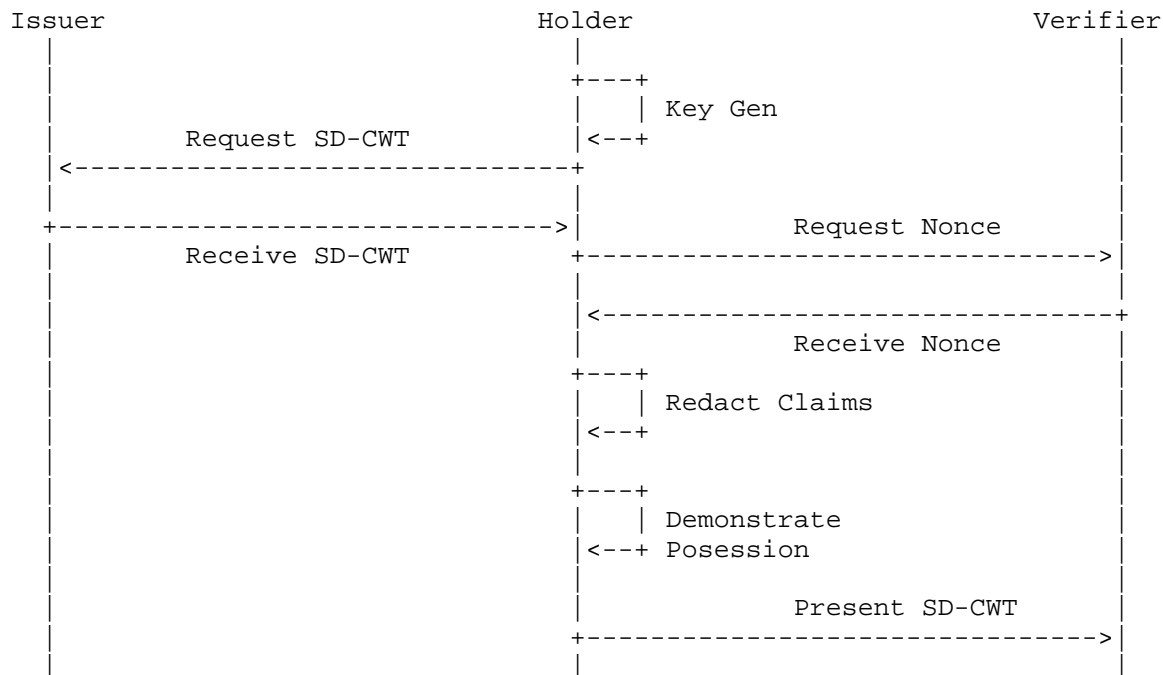 Issuer Holder Verifier
Key Gen
Request SD-CWT
Request Nonce
Receive SD-CWT
Receive Nonce
Redact Claims
Demonstrate
Posession
Present SD-CWT